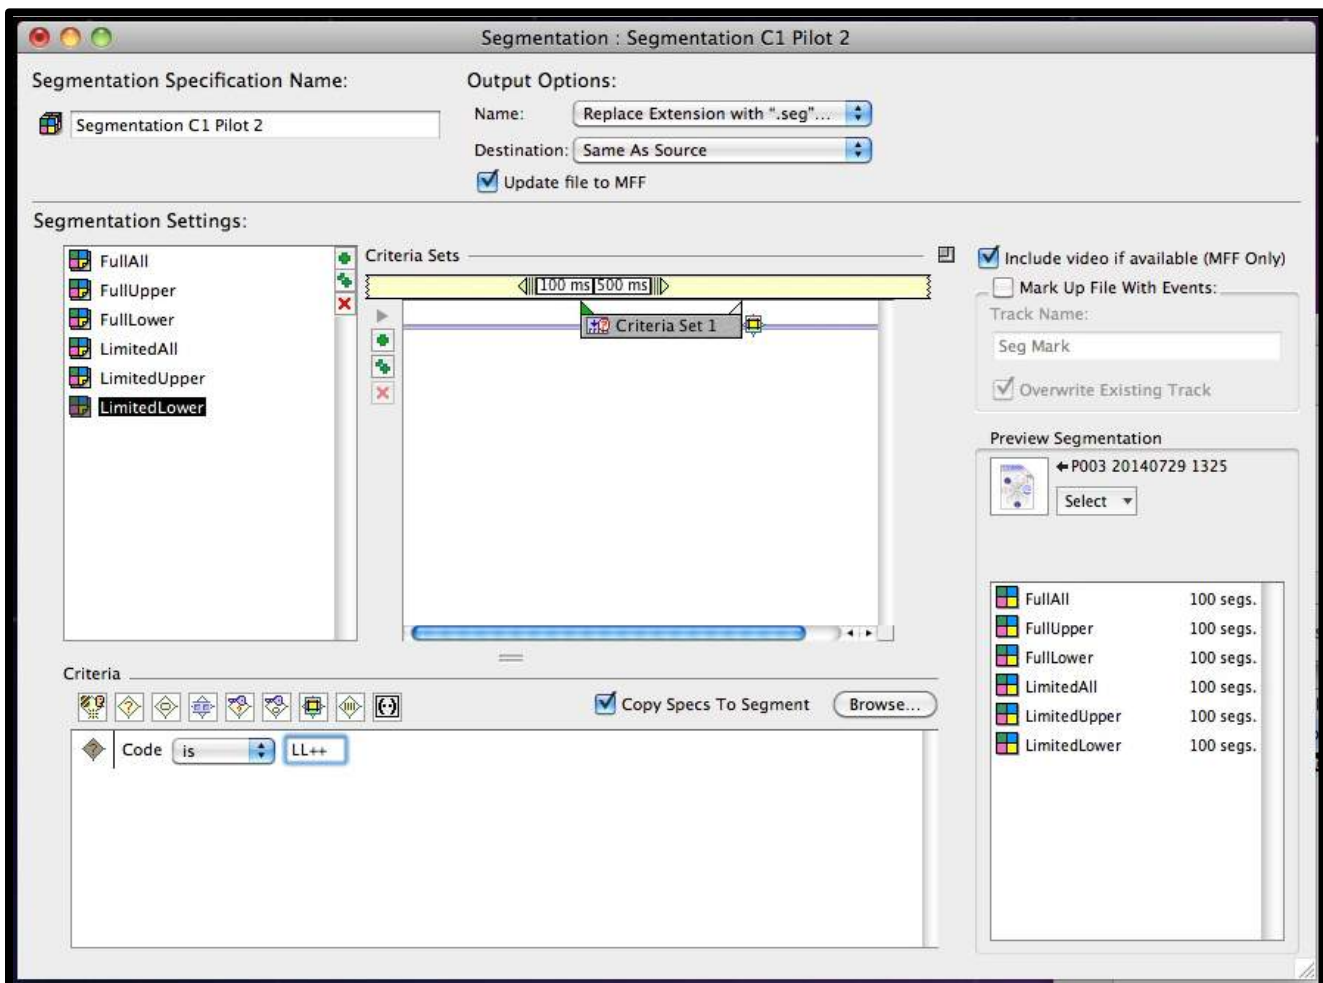 Segmentation : Segmentation C1 Pilot 2
Segmentation Specification Name:
Segmentation C1 Pilot 2
Output Options:
Name: Replace Extension with ".seg"...
Destination: Same As Source
Update file to MFF
Segmentation Settings:
FullAll
FullUpper
FullLower
LimitedAll
LimitedUpper
LimitedLower
Criteria Sets
100 ms 500 ms
Criteria Set 1
Include video if available (MFF Only)
Mark Up File With Events:
Track Name:
Seg Mark
Overwrite Existing Track
Preview Segmentation
P003 20140729 1325
Select
FullAll 100 segs.
FullUpper 100 segs.
FullLower 100 segs.
LimitedAll 100 segs.
LimitedUpper 100 segs.
LimitedLower 100 segs.
Criteria
Copy Specs To Segment Browse...
Code is LL++